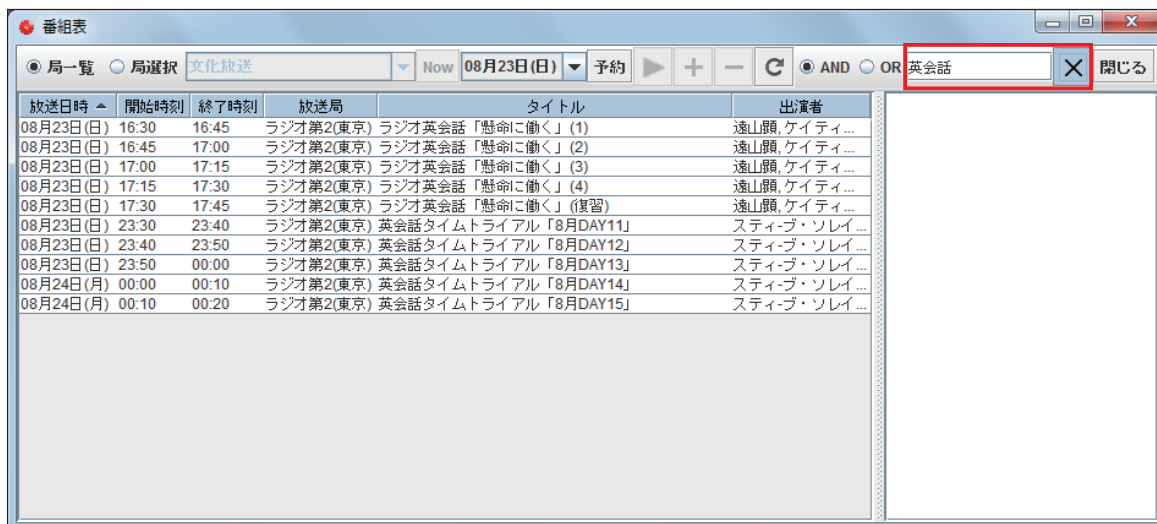 番組表
局一覧 局選択 文化放送 Now 08月23日(日) 予約 AND OR 英会話 閉じる
放送日時 開始時刻 終了時刻 放送局 タイトル 出演者
08月23日(日) 16:30 16:45 ラジオ第2(東京) ラジオ英会話「懸命に働く」(1) 遠山顕,ケイティ...
08月23日(日) 16:45 17:00 ラジオ第2(東京) ラジオ英会話「懸命に働く」(2) 遠山顕,ケイティ...
08月23日(日) 17:00 17:15 ラジオ第2(東京) ラジオ英会話「懸命に働く」(3) 遠山顕,ケイティ...
08月23日(日) 17:15 17:30 ラジオ第2(東京) ラジオ英会話「懸命に働く」(4) 遠山顕,ケイティ...
08月23日(日) 17:30 17:45 ラジオ第2(東京) ラジオ英会話「懸命に働く」(復習) 遠山顕,ケイティ...
08月23日(日) 23:30 23:40 ラジオ第2(東京) 英会話タイムトライアル「8月DAY11」 スティ-ブ・ソレイ...
08月23日(日) 23:40 23:50 ラジオ第2(東京) 英会話タイムトライアル「8月DAY12」 スティ-ブ・ソレイ...
08月23日(日) 23:50 00:00 ラジオ第2(東京) 英会話タイムトライアル「8月DAY13」 スティ-ブ・ソレイ...
08月24日(月) 00:00 00:10 ラジオ第2(東京) 英会話タイムトライアル「8月DAY14」 スティ-ブ・ソレイ...
08月24日(月) 00:10 00:20 ラジオ第2(東京) 英会話タイムトライアル「8月DAY15」 スティ-ブ・ソレイ...